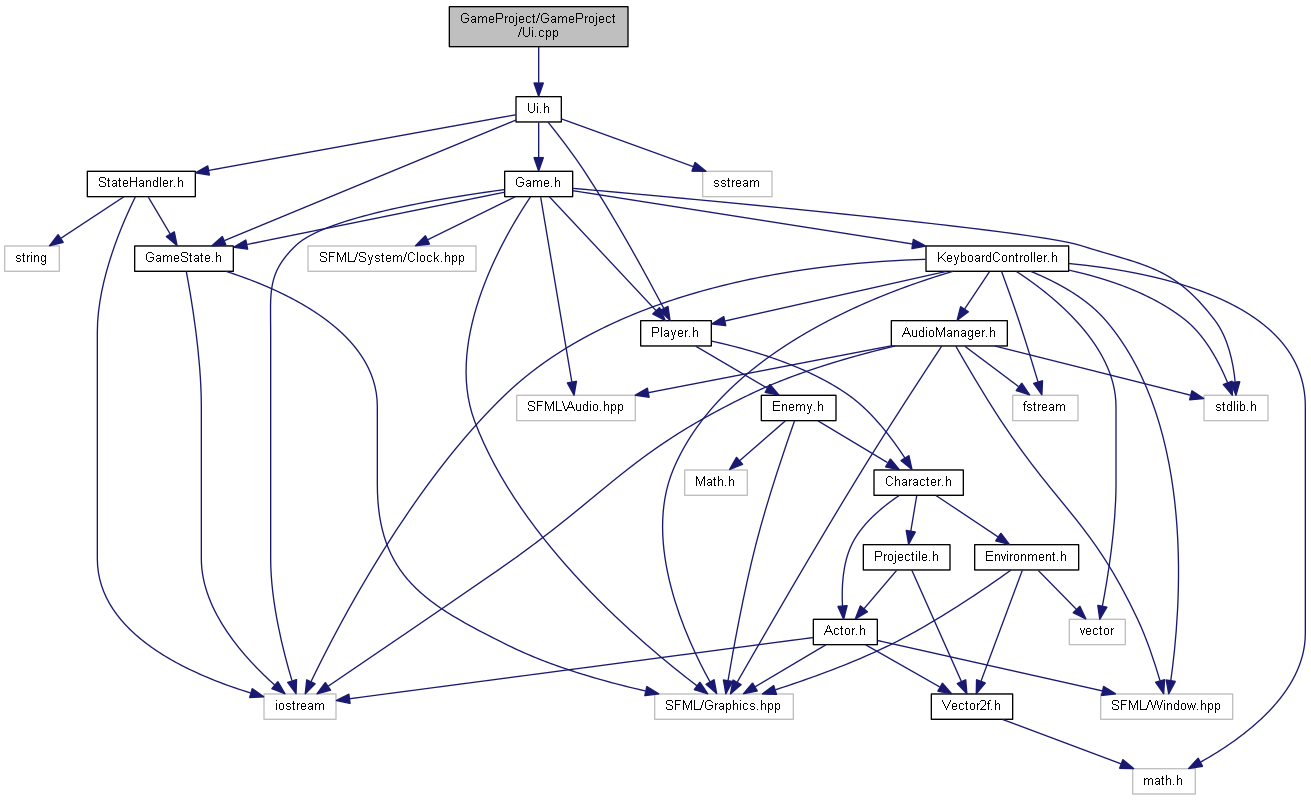 GameProject/GameProject
/Ui.cpp
Ui.h
StateHandler.h
Game.h
sstream
string
GameState.h
SFML/System/Clock.hpp
KeyboardController.h
Player.h
AudioManager.h
SFML\Audio.hpp
Enemy.h
fstream
stdlib.h
Math.h
Character.h
Projectile.h
Environment.h
Actor.h
vector
iostream
SFML/Graphics.hpp
Vector2f.h
SFML/Window.hpp
math.h